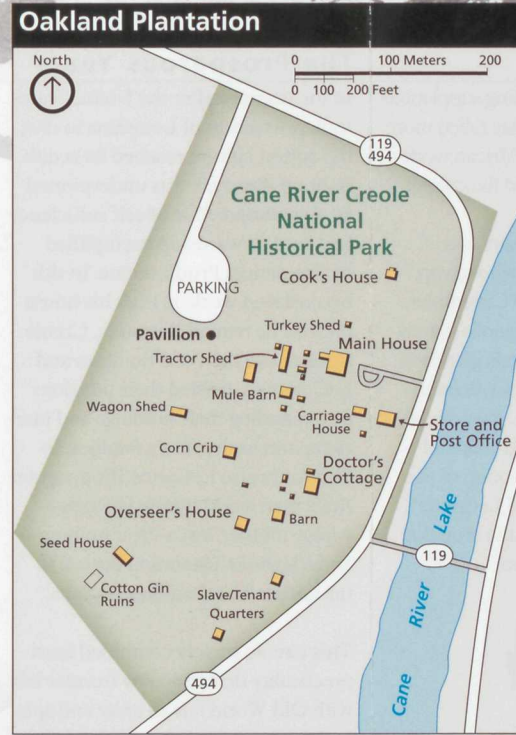 Oakland Plantation
North
0 100 Meters 200
0 100 200 Feet
119
494
Cane River Creole
National
Historical Park
Cook's House
PARKING
Turkey Shed
Pavillion
Main House
Tractor Shed
Mule Barn
Wagon Shed
Carriage
House
Store and
Post Office
Corn Crib
Doctor's
Cottage
Overseer's House
Barn
Seed House
Cotton Gin
Ruins
Slave/Tenant
Quarters
119
494
Cane River Lake